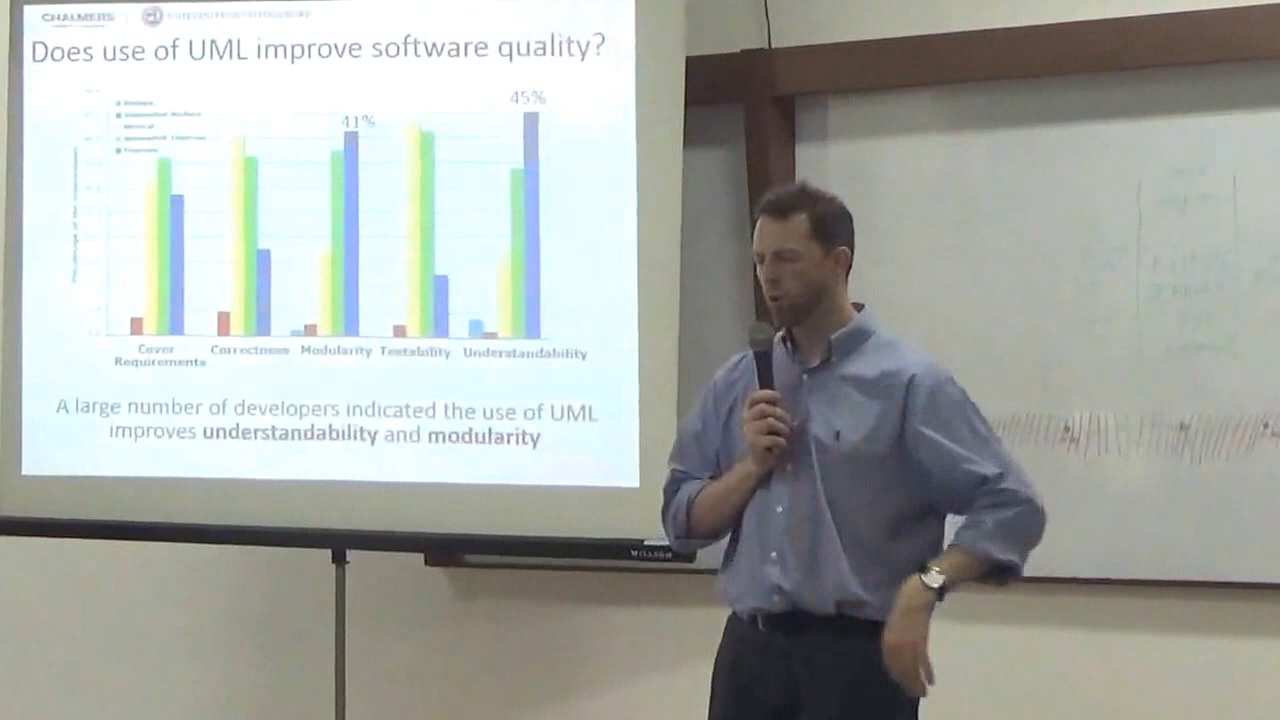 CHALMERS
Does use of UML improve software quality?
45%
41%
Cover Correctness Modularity Testability Understandability
Requirements
A large number of developers indicated the use of UML
improves understandability and modularity